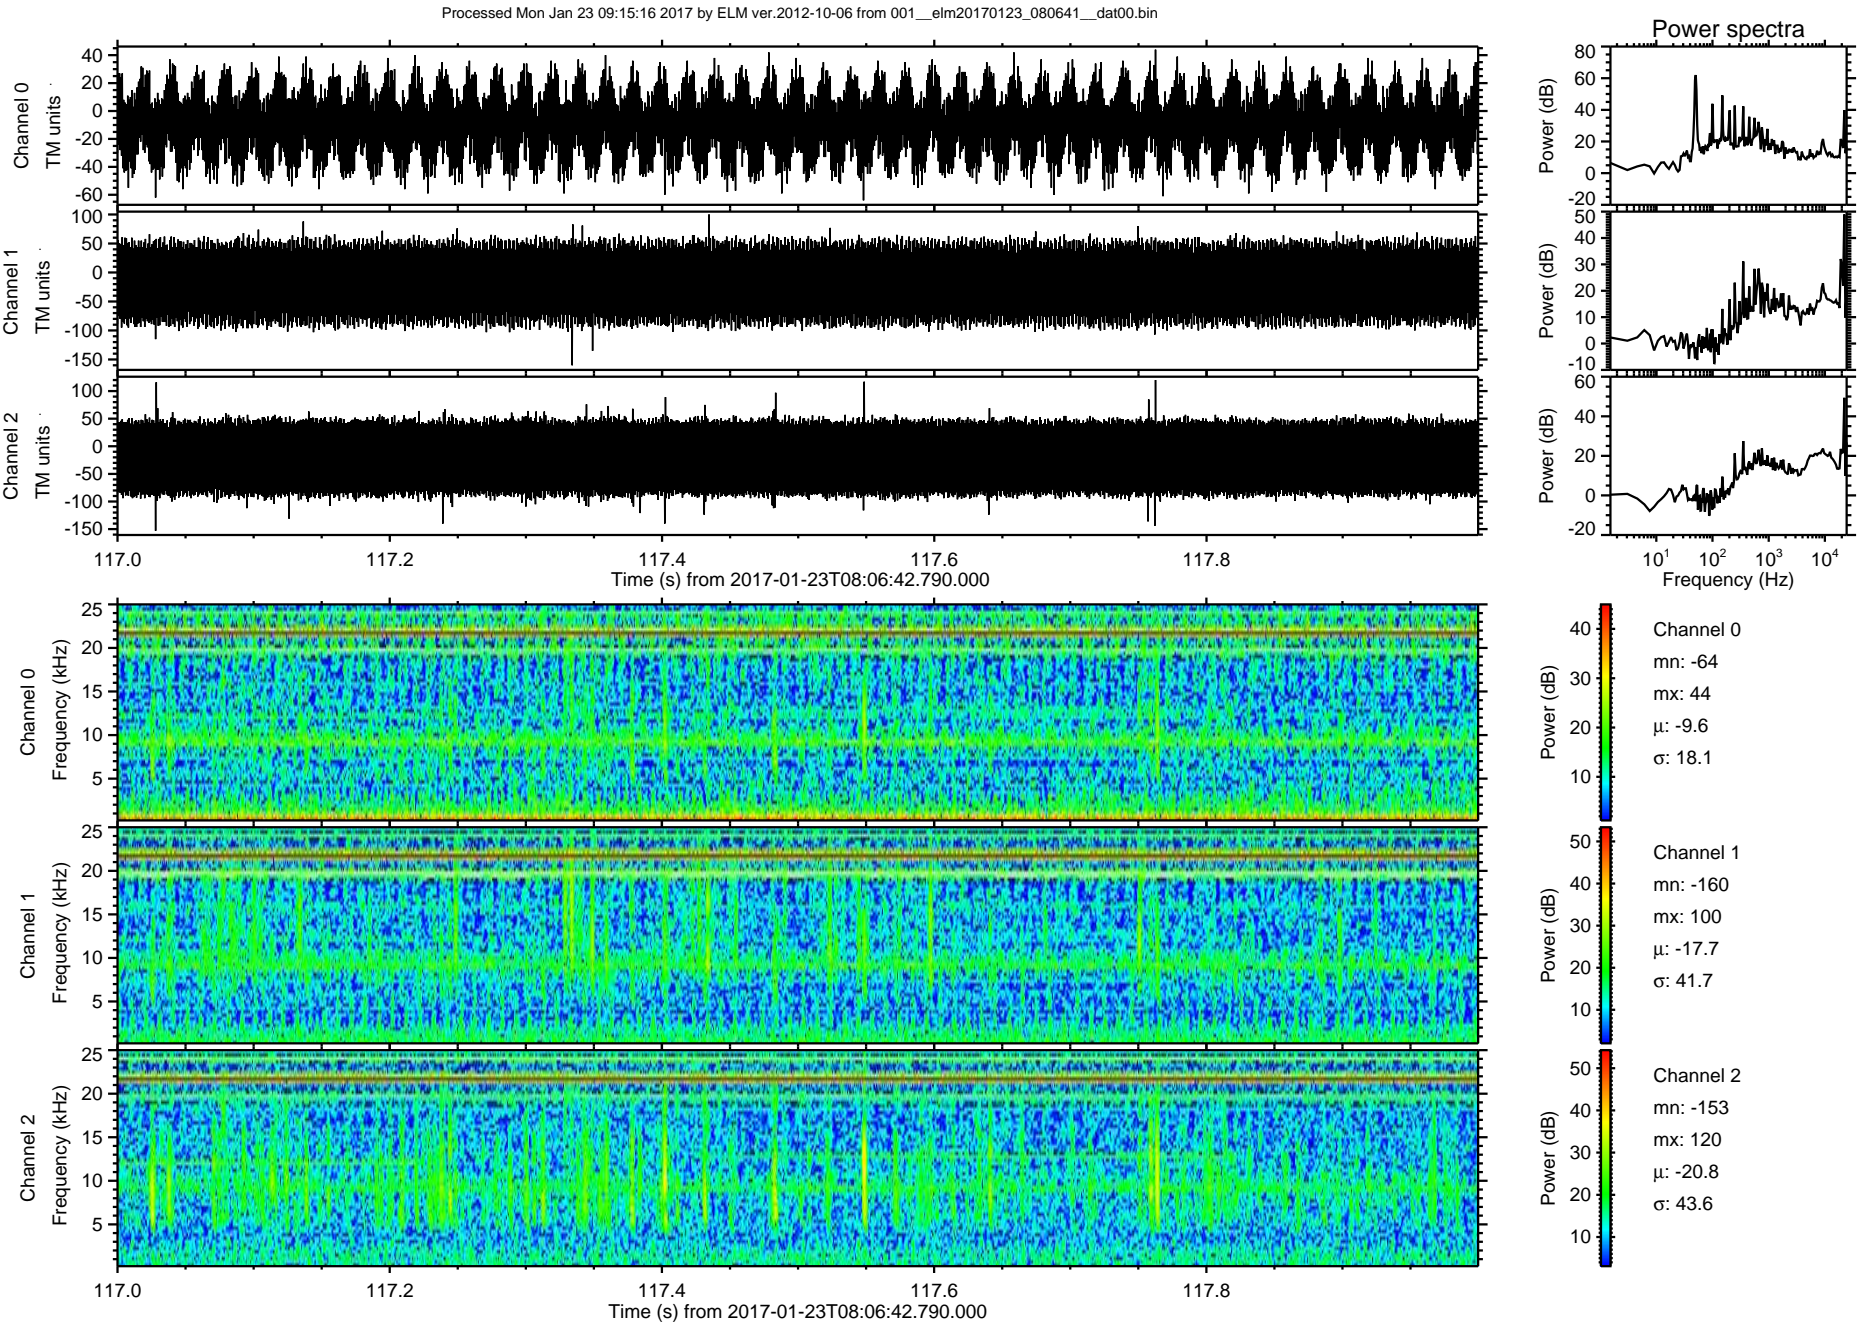 Processed Mon Jan 23 09:15:16 2017 by ELM ver.2012-10-06 from 001__elm20170123_080641__dat00.bin
Power spectra
Channel 0
TM units
40
20
0
-20
-40
-60
Power (dB)
80
60
40
20
0
-20
Channel 1
TM units
100
50
0
-50
-100
-150
Power (dB)
50
40
30
20
10
0
-10
Channel 2
TM units
100
50
0
-50
-100
-150
Power (dB)
60
40
20
0
-20
117.0 117.2 117.4 117.6 117.8
Time (s) from 2017-01-23T08:06:42.790.000
10^1 10^2 10^3 10^4
Frequency (Hz)
Channel 0
Frequency (kHz)
25
20
15
10
5
Power (dB)
40
30
20
10
Channel 0
mn: -64
mx: 44
μ: -9.6
σ: 18.1
Channel 1
Frequency (kHz)
25
20
15
10
5
Power (dB)
50
40
30
20
10
Channel 1
mn: -160
mx: 100
μ: -17.7
σ: 41.7
Channel 2
Frequency (kHz)
25
20
15
10
5
Power (dB)
50
40
30
20
10
Channel 2
mn: -153
mx: 120
μ: -20.8
σ: 43.6
117.0 117.2 117.4 117.6 117.8
Time (s) from 2017-01-23T08:06:42.790.000